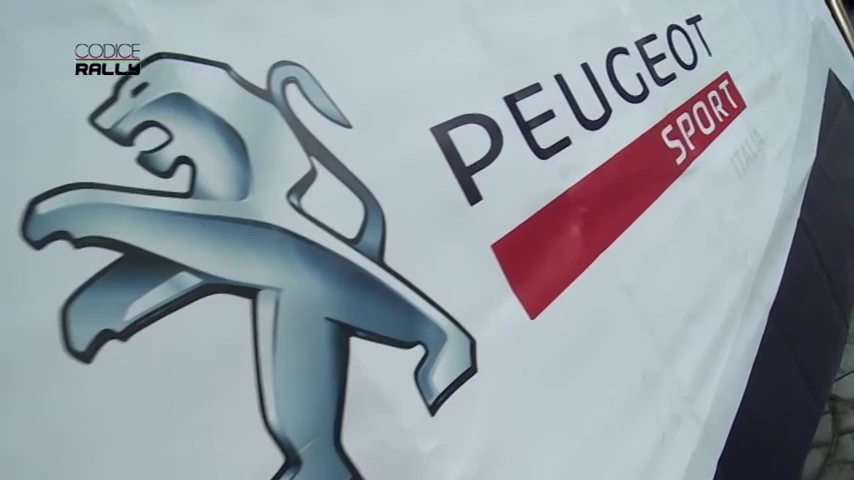 CODICE
RALLY
PEUGEOT
SPORT
ITALIA